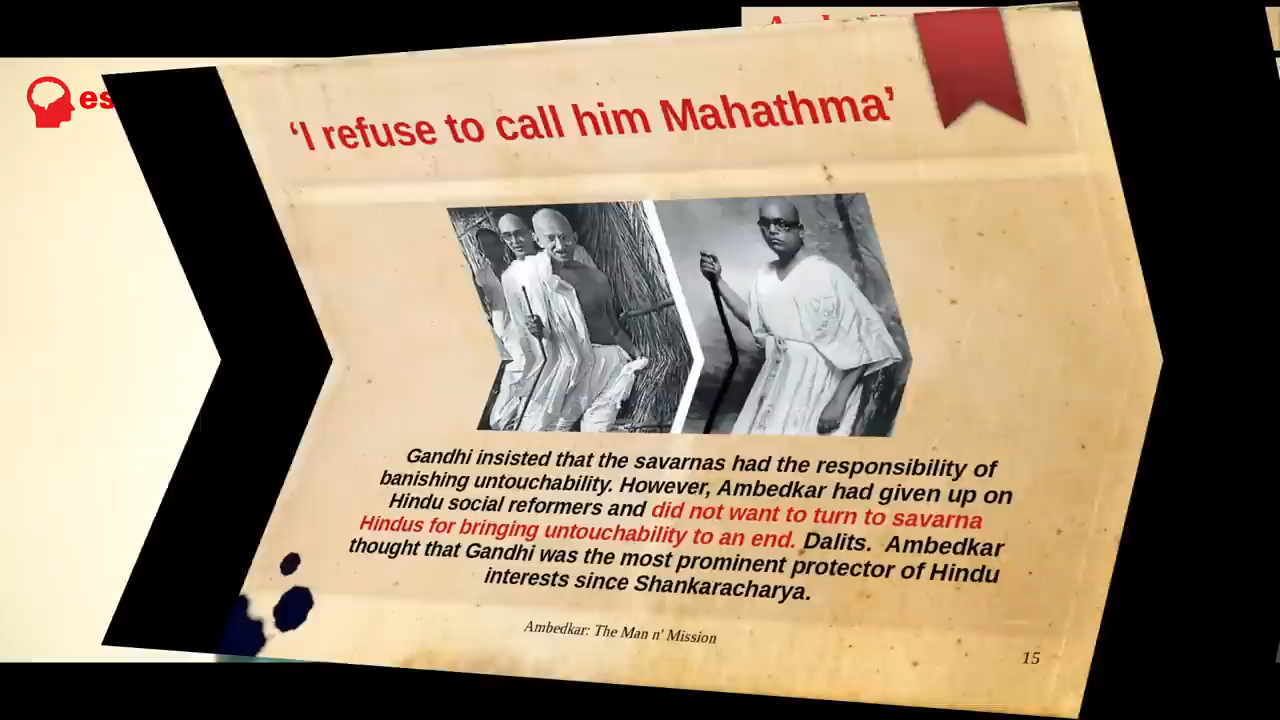 es
‘I refuse to call him Mahathma’
Gandhi insisted that the savarnas had the responsibility of
banishing untouchability. However, Ambedkar had given up on
Hindu social reformers and did not want to turn to savarna
Hindus for bringing untouchability to an end. Dalits.  Ambedkar
thought that Gandhi was the most prominent protector of Hindu
interests since Shankaracharya.
Ambedkar: The Man n' Mission
15